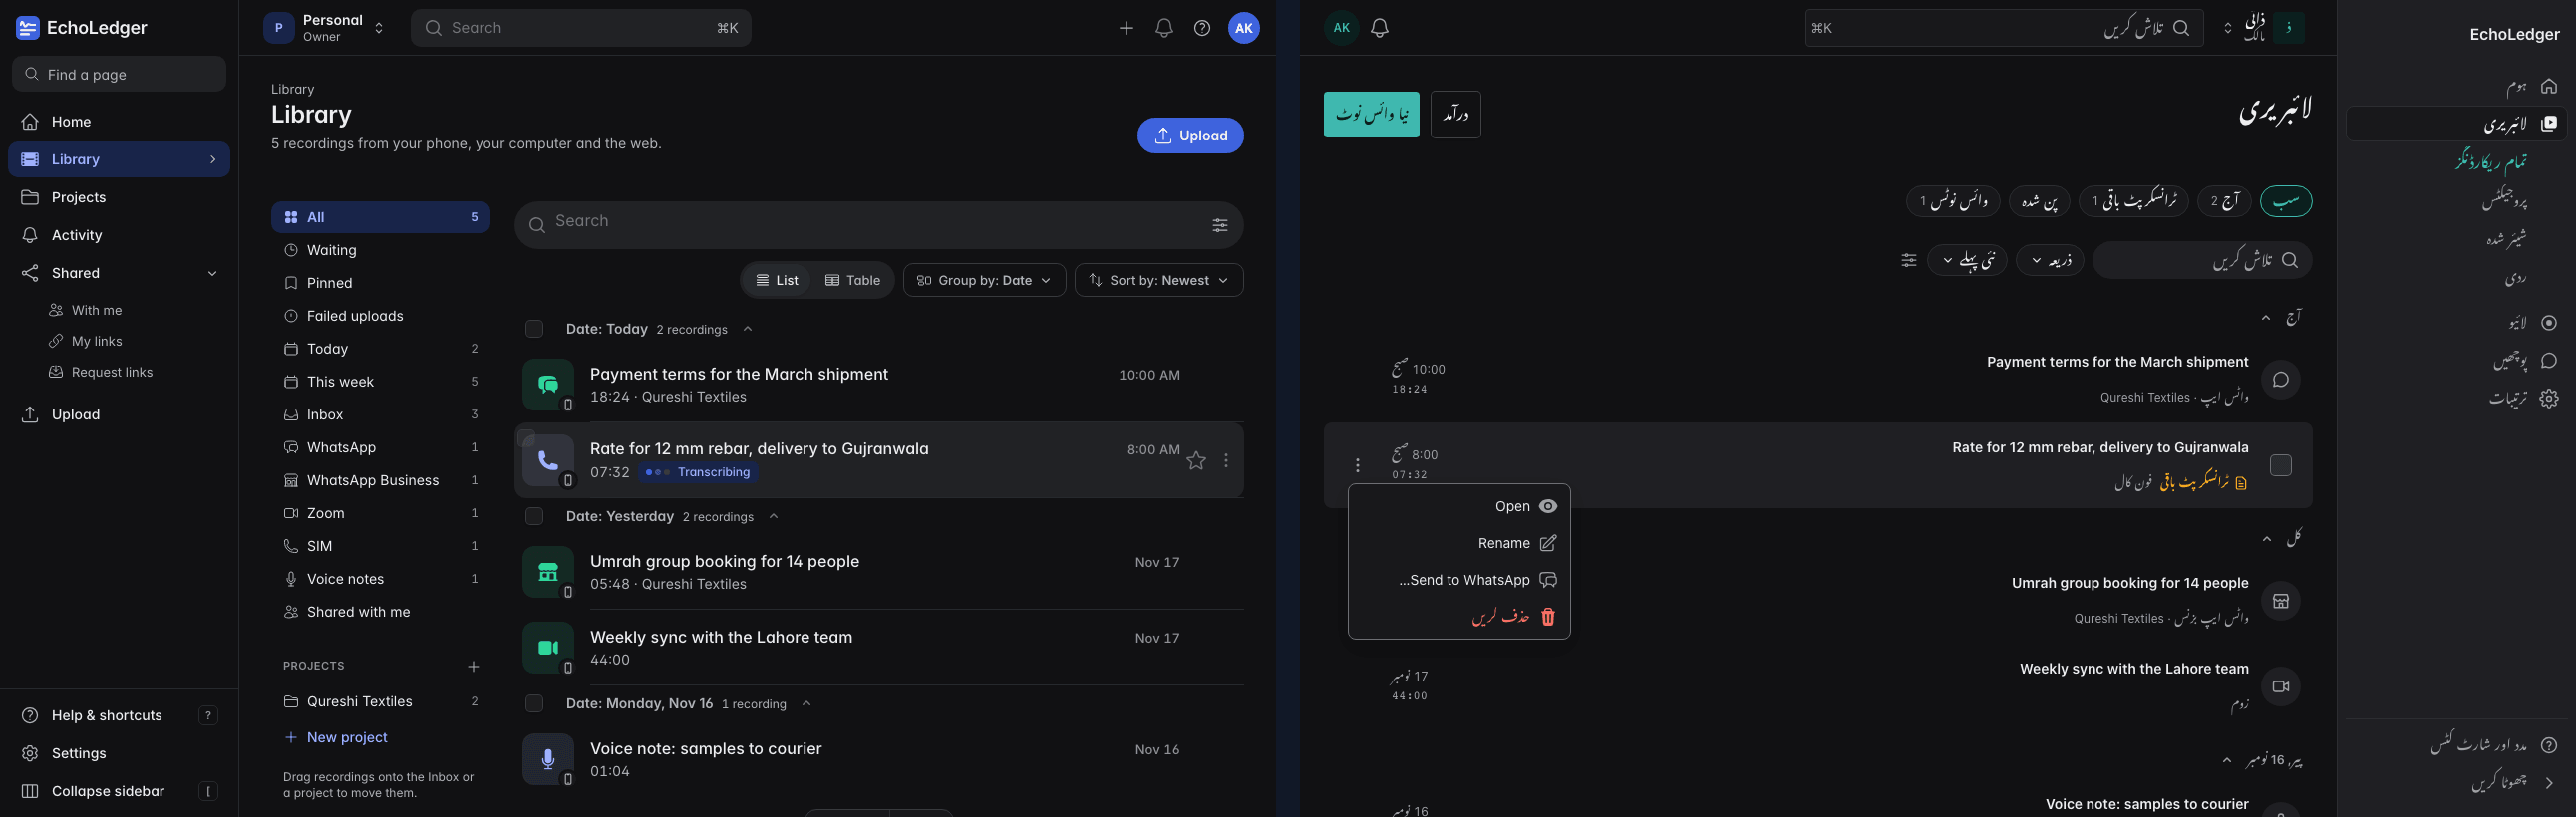 EchoLedger
Find a page
Home
Library
Projects
Activity
Shared
With me
My links
Request links
Upload
Help & shortcuts ?
Settings
Collapse sidebar [
P Personal
Owner
Search ⌘K
AK
Library
Library
5 recordings from your phone, your computer and the web.
Upload
All 5
Waiting
Pinned
Failed uploads
Today 2
This week 5
Inbox 3
WhatsApp 1
WhatsApp Business 1
Zoom 1
SIM 1
Voice notes 1
Shared with me
PROJECTS
Qureshi Textiles 2
New project
Drag recordings onto the Inbox or
a project to move them.
Search
List Table Group by: Date Sort by: Newest
Date: Today 2 recordings
Payment terms for the March shipment 10:00 AM
18:24 · Qureshi Textiles
Rate for 12 mm rebar, delivery to Gujranwala 8:00 AM
07:32 Transcribing
Date: Yesterday 2 recordings
Umrah group booking for 14 people Nov 17
05:48 · Qureshi Textiles
Weekly sync with the Lahore team Nov 17
44:00
Date: Monday, Nov 16 1 recording
Voice note: samples to courier Nov 16
01:04
EchoLedger
ہوم
لائبریری
تمام ریکارڈنگز
پروجیکٹس
شیئر شدہ
ردی
لائیو
پوچھیں
ترتیبات
مدد اور شارٹ کٹس
چھوٹا کریں
ذ ذاتی
مالک
تلاش کریں ⌘K
AK
لائبریری
درآمد
نیا وائس نوٹ
سب
آج 2
ٹرانسکرپٹ باقی 1
پن شدہ
وائس نوٹس 1
تلاش کریں
ذریعہ
نئی پہلے
آج
Payment terms for the March shipment
واٹس ایپ · Qureshi Textiles
10:00 صبح
18:24
Rate for 12 mm rebar, delivery to Gujranwala
ٹرانسکرپٹ باقی فون کال
8:00 صبح
07:32
Open
Rename
Send to WhatsApp...
حذف کریں
کل
Umrah group booking for 14 people
واٹس ایپ بزنس · Qureshi Textiles
Weekly sync with the Lahore team
زوم
17 نومبر
44:00
پیر, 16 نومبر
Voice note: samples to courier
16 نومبر